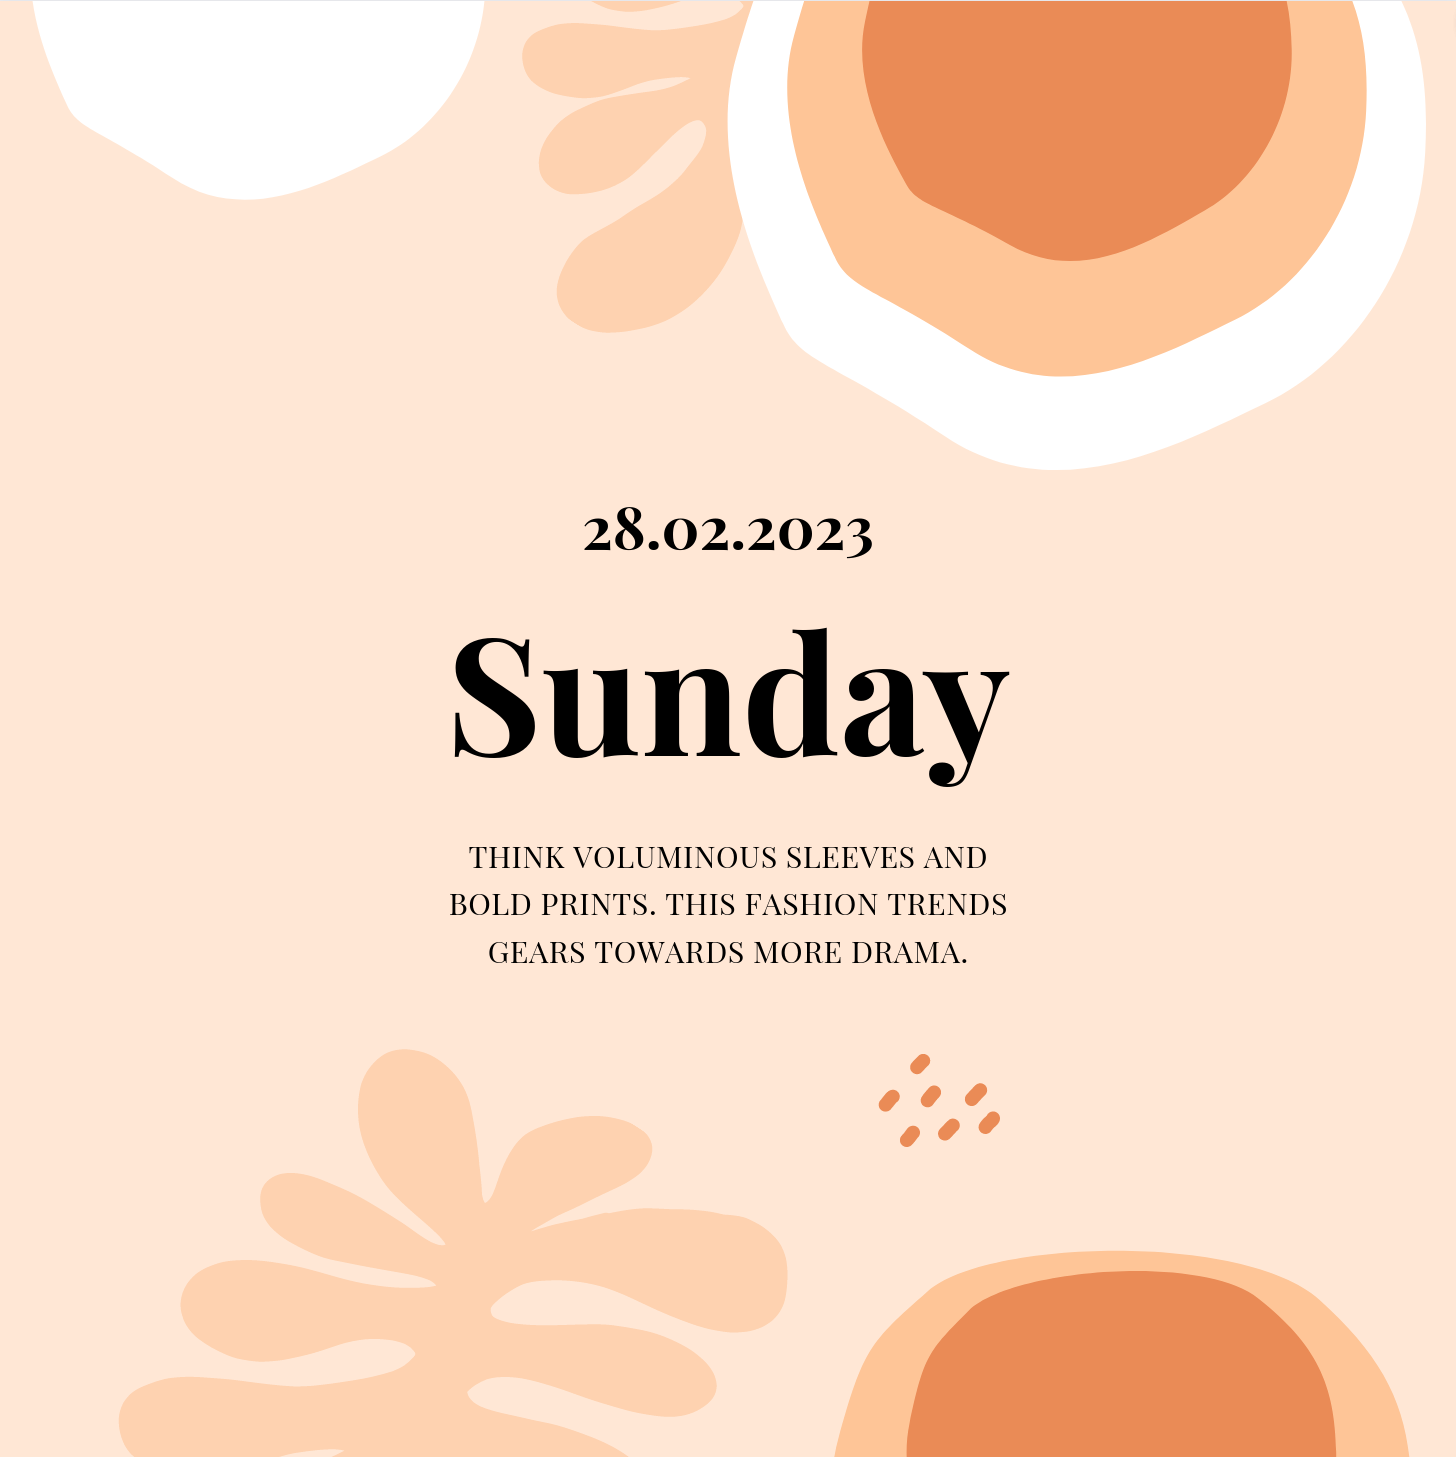 28.02.2023
Sunday
THINK VOLUMINOUS SLEEVES AND
BOLD PRINTS. THIS FASHION TRENDS
GEARS TOWARDS MORE DRAMA.